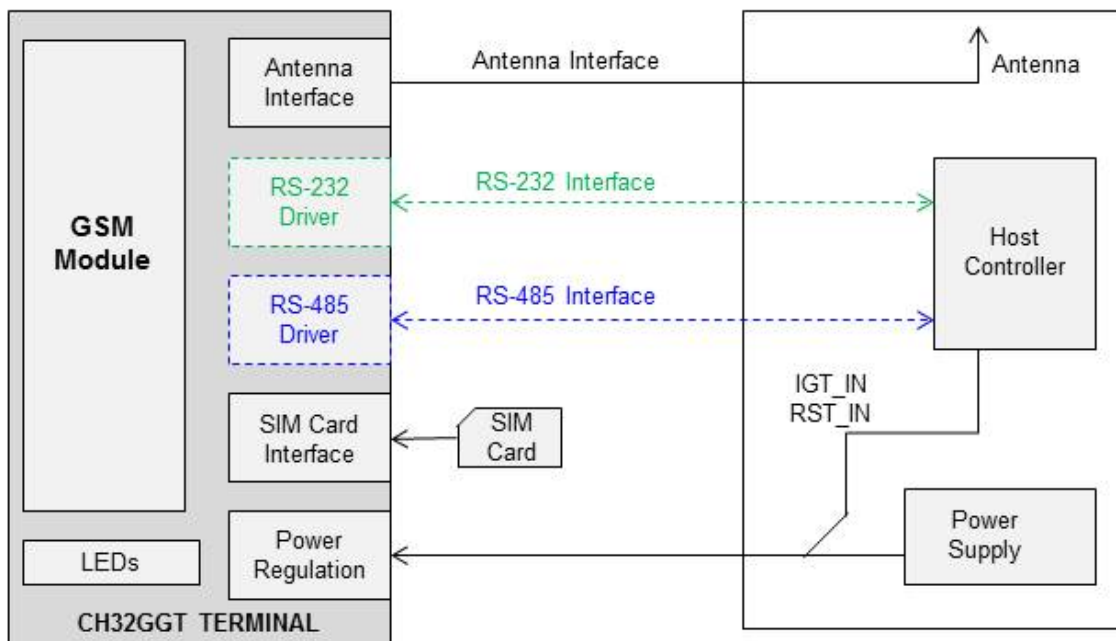 Antenna
Interface
Antenna Interface
Antenna
GSM
Module
RS-232
Driver
RS-232 Interface
Host
Controller
RS-485
Driver
RS-485 Interface
IGT_IN
RST_IN
SIM Card
Interface
SIM
Card
Power
Regulation
Power
Supply
LEDs
CH32GGT TERMINAL